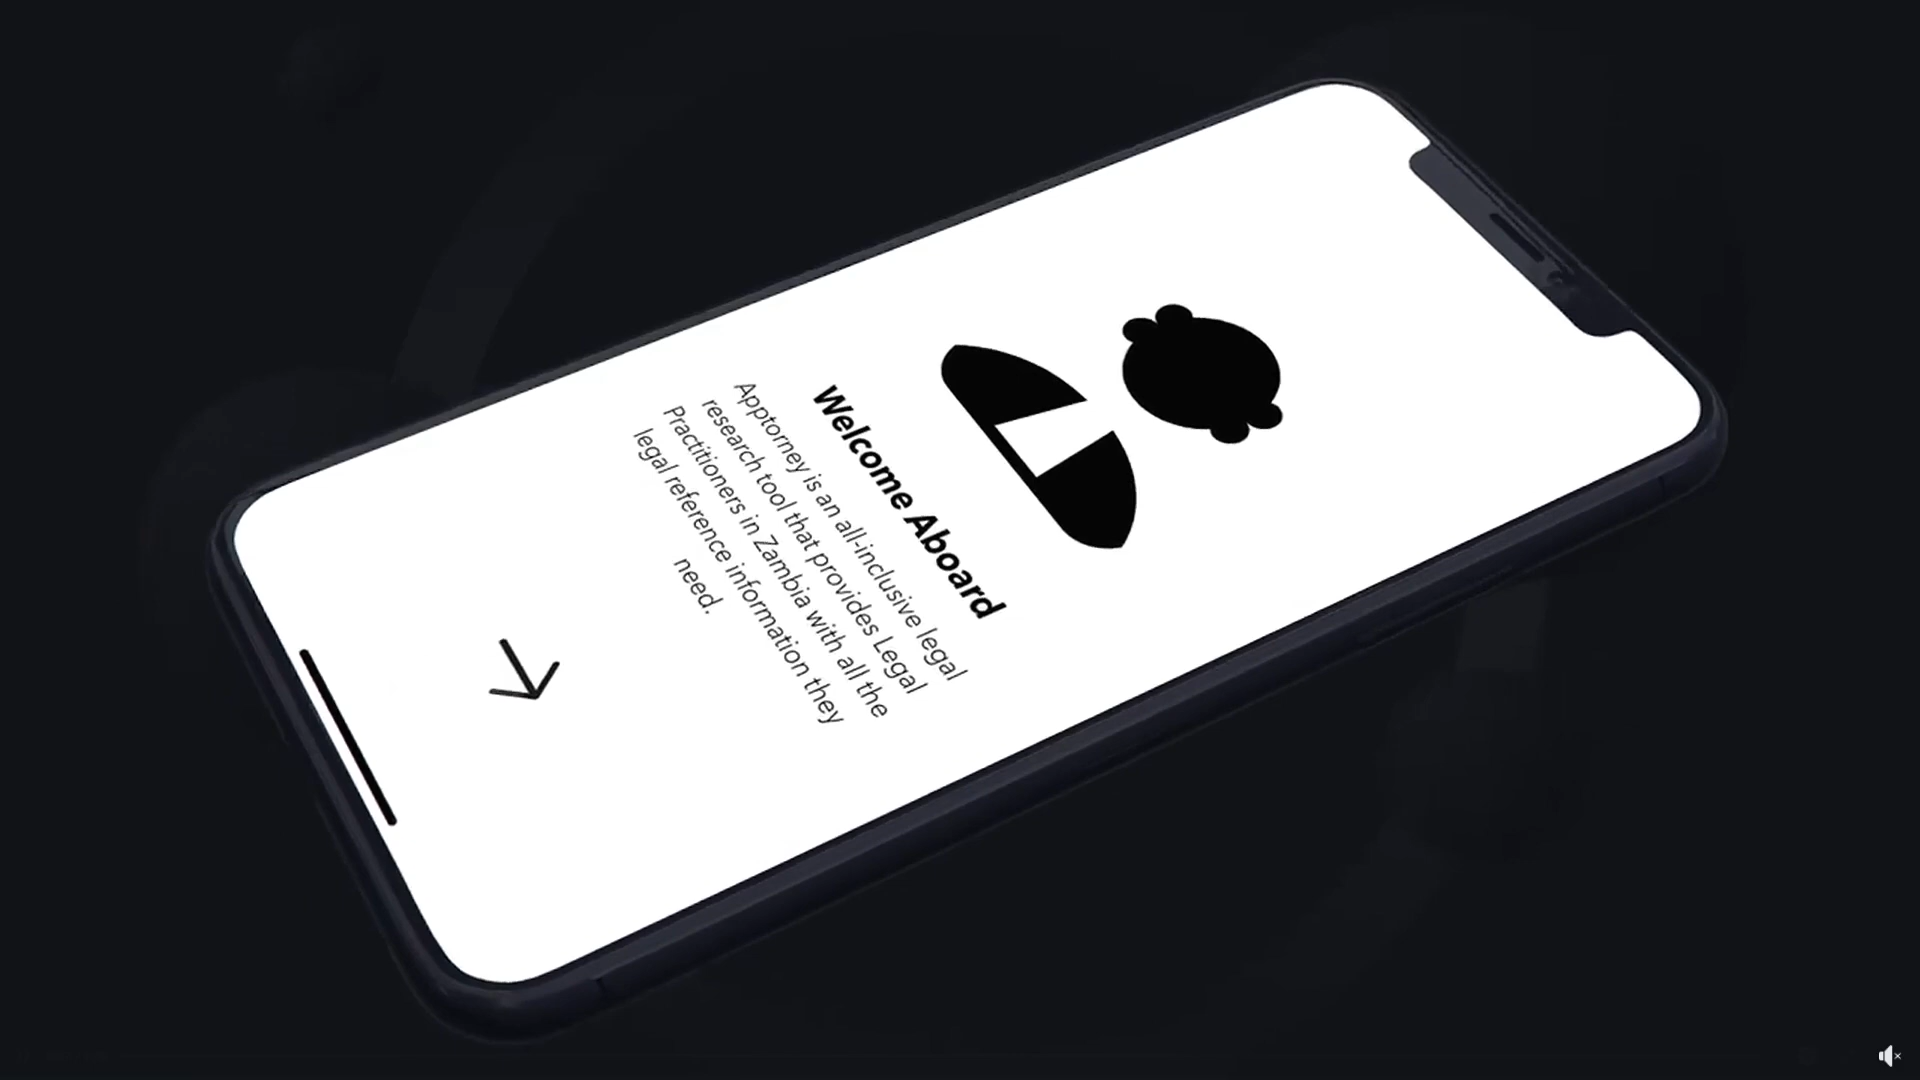 Welcome Aboard
Apptorney is an all-inclusive legal
research tool that provides Legal
Practitioners in Zambia with all the
legal reference information they
need.